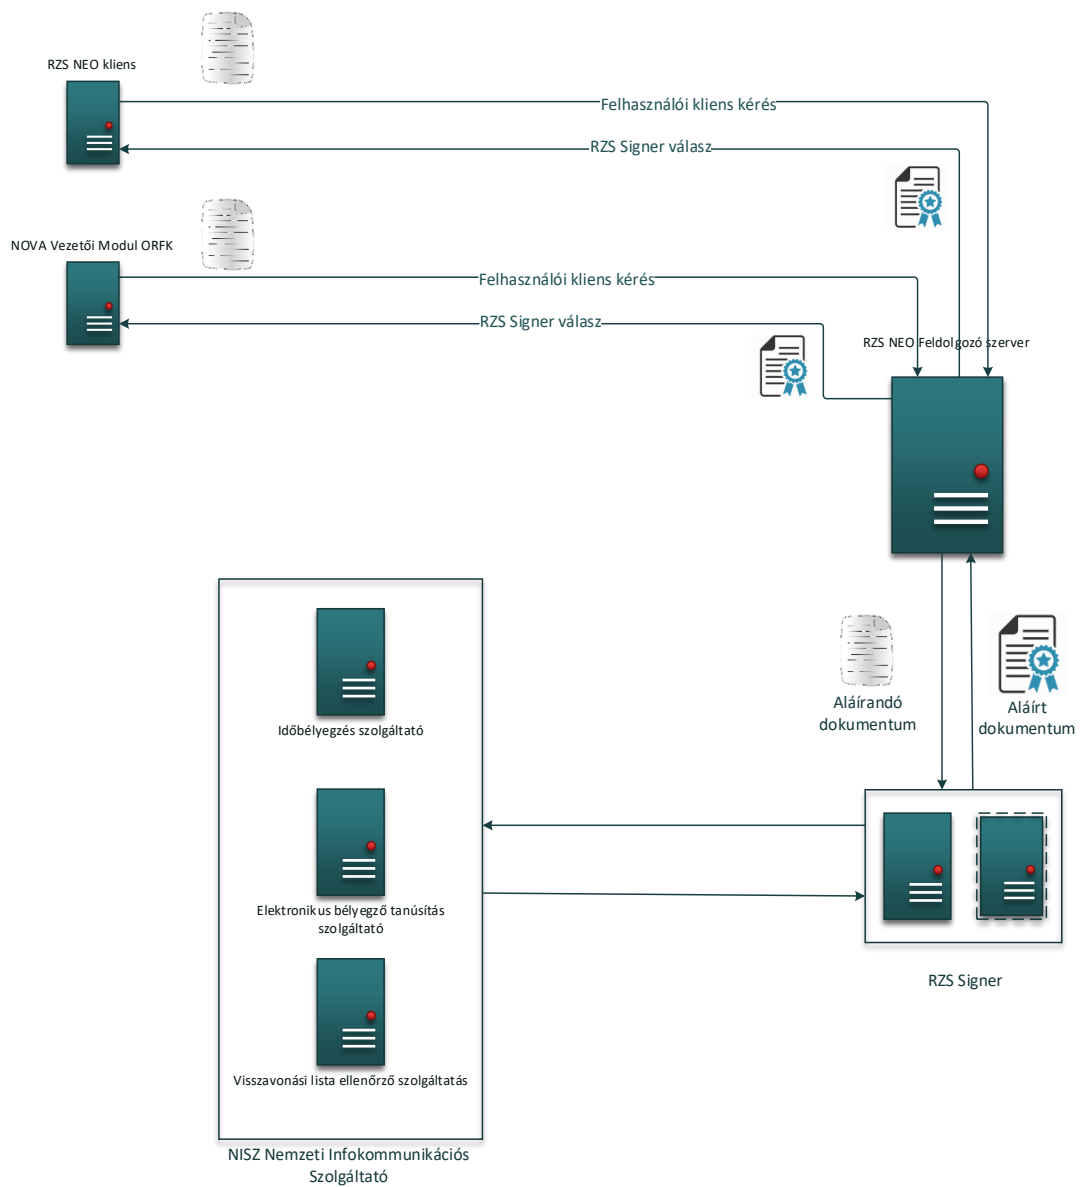 RZS NEO kliens
Felhasználói kliens kérés
RZS Signer válasz
NOVA Vezetői Modul ORFK
Felhasználói kliens kérés
RZS Signer válasz
RZS NEO Feldolgozó szerver
Aláírandó
dokumentum
Aláírt
dokumentum
Időbélyegzés szolgáltató
Elektronikus bélyegző tanúsítás
szolgáltató
Visszavonási lista ellenőrző szolgáltatás
RZS Signer
NISZ Nemzeti Infokommunikációs
Szolgáltató